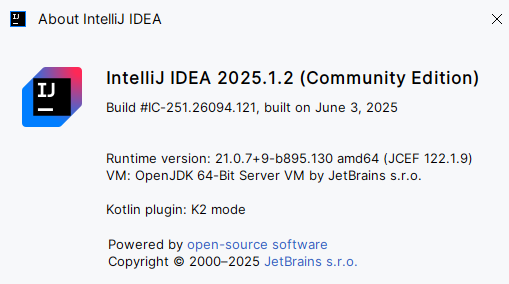 About IntelliJ IDEA
IJ
IntelliJ IDEA 2025.1.2 (Community Edition)
Build #IC-251.26094.121, built on June 3, 2025
Runtime version: 21.0.7+9-b895.130 amd64 (JCEF 122.1.9)
VM: OpenJDK 64-Bit Server VM by JetBrains s.r.o.
Kotlin plugin: K2 mode
Powered by open-source software
Copyright © 2000–2025 JetBrains s.r.o.